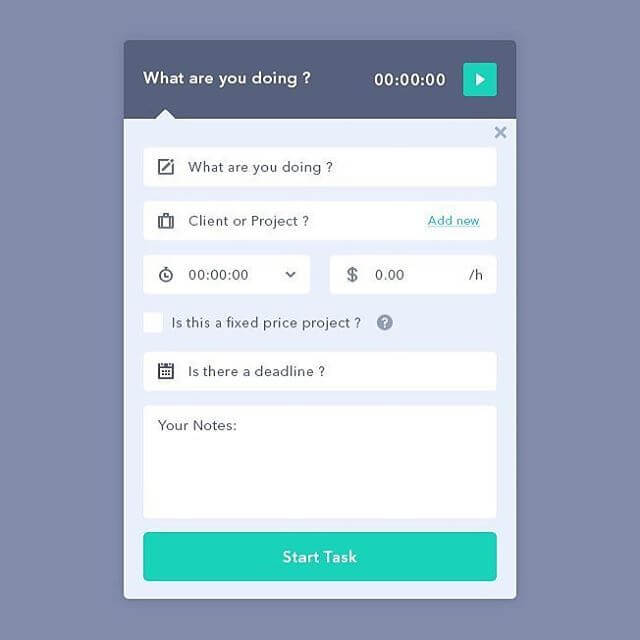 What are you doing ? 00:00:00
What are you doing ?
Client or Project ? Add new
00:00:00 $ 0.00 /h
Is this a fixed price project ? ?
Is there a deadline ?
Your Notes:
Start Task